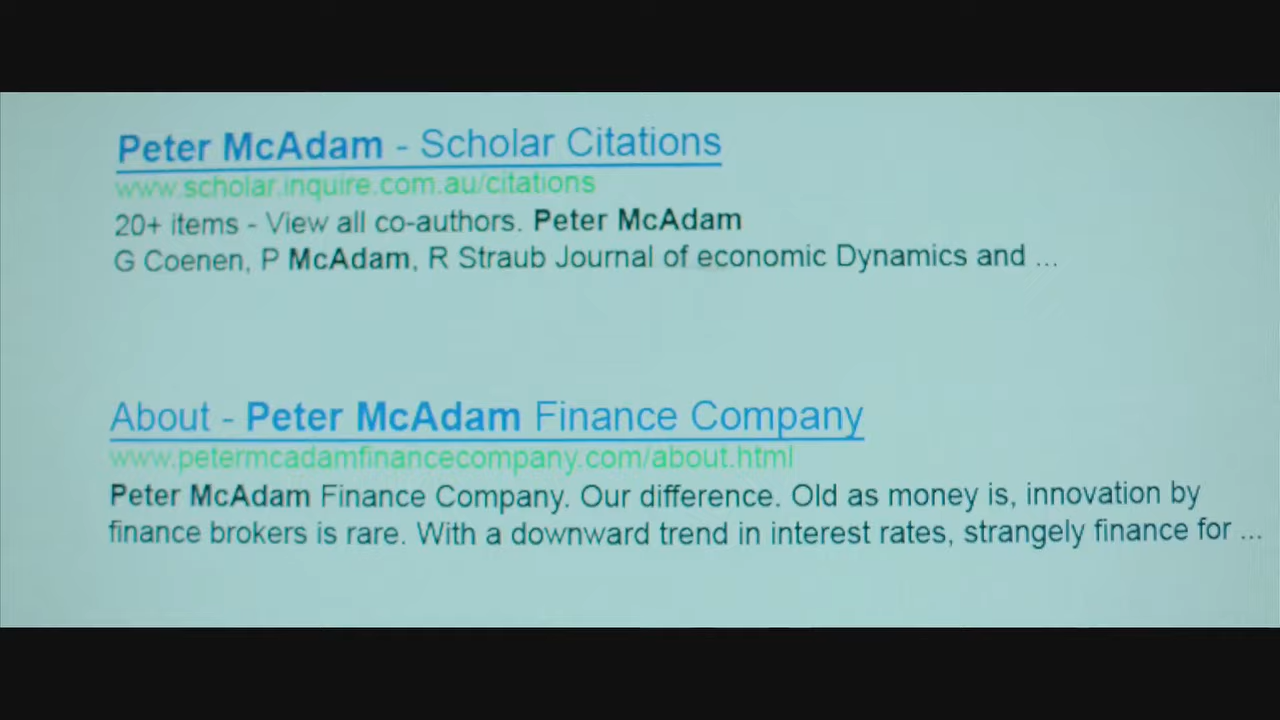 Peter McAdam - Scholar Citations
www.scholar.inquire.com.au/citations
20+ items - View all co-authors. Peter McAdam
G Coenen, P McAdam, R Straub Journal of economic Dynamics and ...
About - Peter McAdam Finance Company
www.petermcadamfinancecompany.com/about.html
Peter McAdam Finance Company. Our difference. Old as money is, innovation by
finance brokers is rare. With a downward trend in interest rates, strangely finance for ...